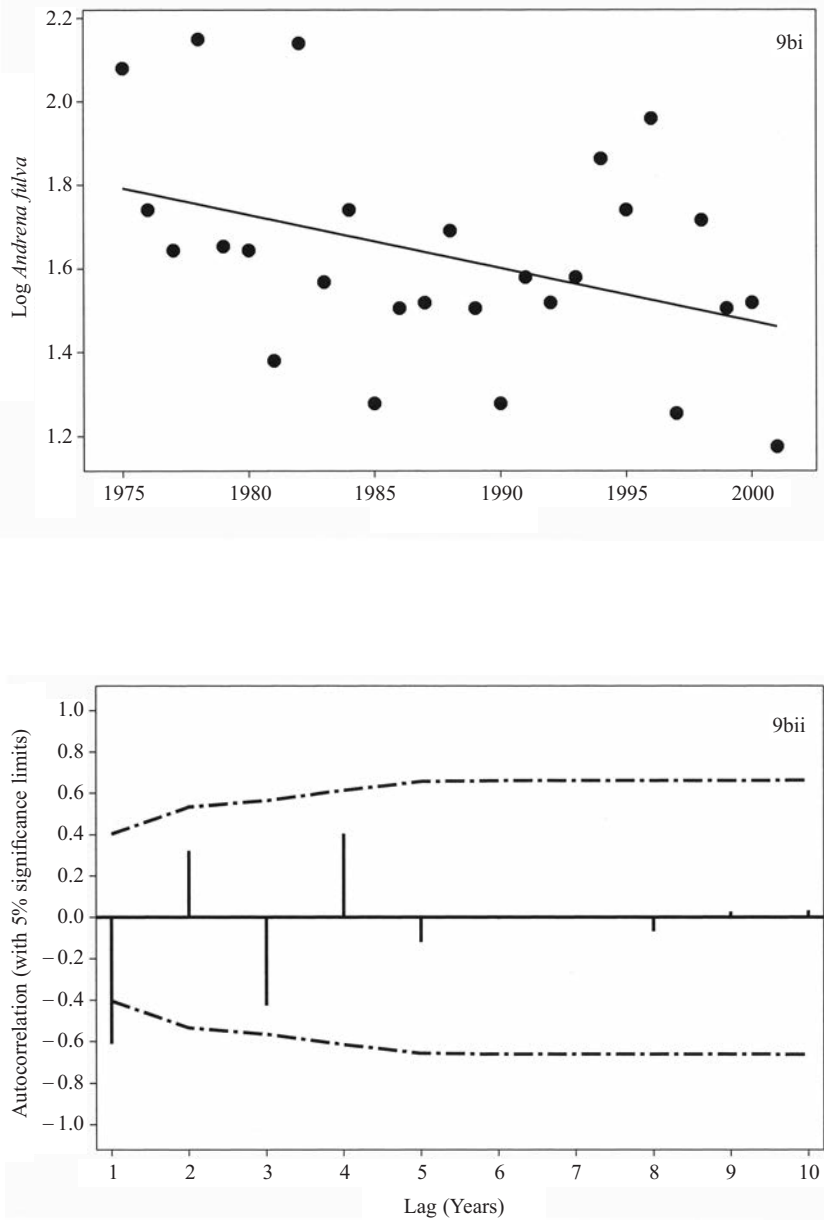 9bi
Log Andrena fulva
2.2
2.0
1.8
1.6
1.4
1.2
1975 1980 1985 1990 1995 2000
9bii
Autocorrelation (with 5% significance limits)
1.0
0.8
0.6
0.4
0.2
0.0
−0.2
−0.4
−0.6
−0.8
−1.0
1 2 3 4 5 6 7 8 9 10
Lag (Years)